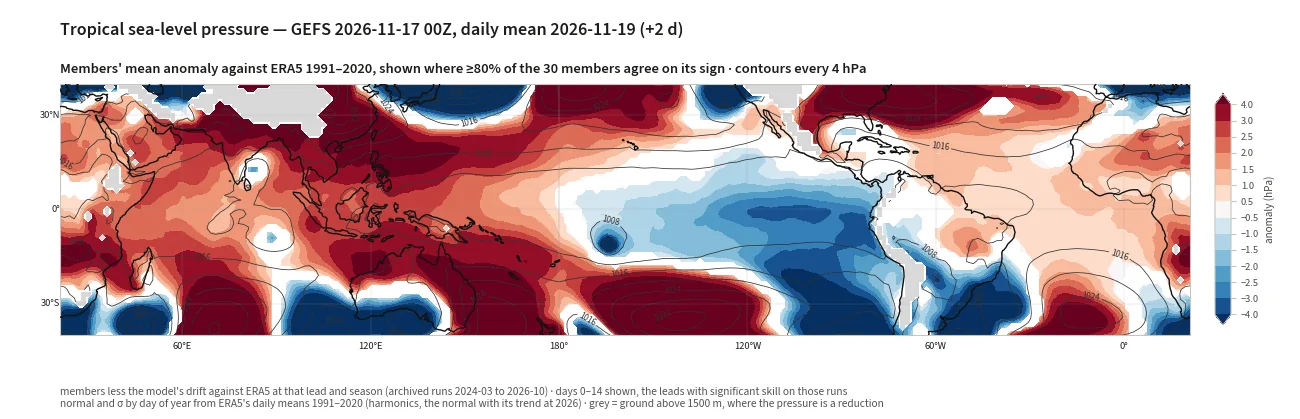 Tropical sea-level pressure — GEFS 2026-11-17 00Z, daily mean 2026-11-19 (+2 d)
Members' mean anomaly against ERA5 1991–2020, shown where ≥80% of the 30 members agree on its sign · contours every 4 hPa
30°N
0°
30°S
60°E
120°E
180°
120°W
60°W
0°
1024
1016
1016
1016
1008
1016
1016
1008
1016
1024
4.0
3.0
2.5
2.0
1.5
1.0
0.5
−0.5
−1.0
−1.5
−2.0
−2.5
−3.0
−4.0
anomaly (hPa)
members less the model's drift against ERA5 at that lead and season (archived runs 2024-03 to 2026-10) · days 0–14 shown, the leads with significant skill on those runs
normal and σ by day of year from ERA5's daily means 1991–2020 (harmonics, the normal with its trend at 2026) · grey = ground above 1500 m, where the pressure is a reduction